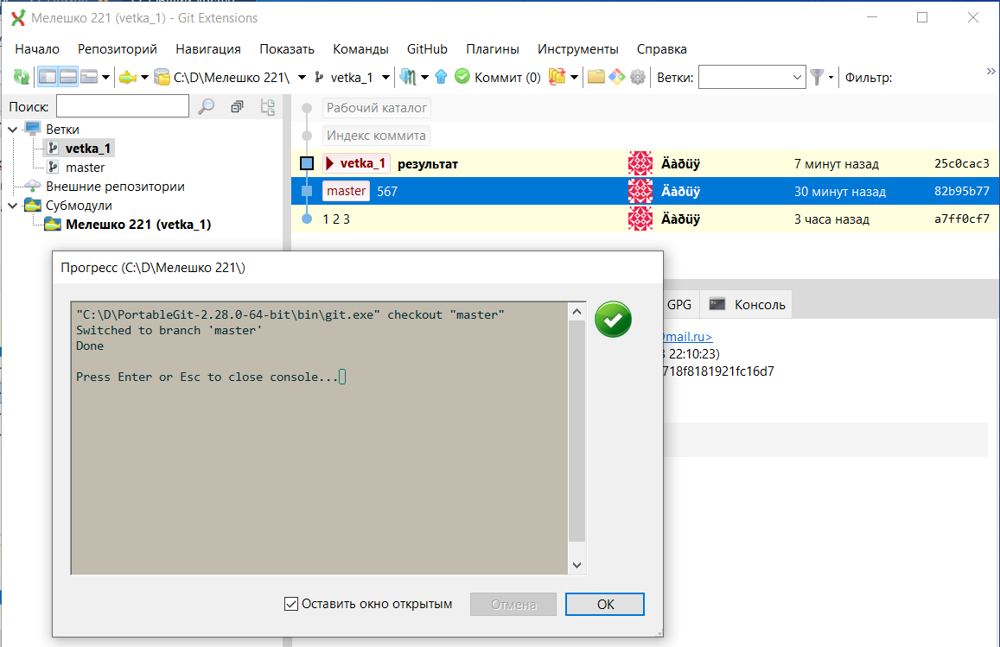 Мелешко 221 (vetka_1) - Git Extensions
Начало Репозиторий Навигация Показать Команды GitHub Плагины Инструменты Справка
C:\D\Мелешко 221\ vetka_1 Коммит (0) Ветки: Фильтр:
Поиск:
Ветки
vetka_1
master
Внешние репозитории
Субмодули
Мелешко 221 (vetka_1)
Рабочий каталог
Индекс коммита
vetka_1 результат Äàðüÿ 7 минут назад 25c0cac3
master 567 Äàðüÿ 30 минут назад 82b95b77
1 2 3 Äàðüÿ 3 часа назад a7ff0cf7
GPG Консоль
mail.ru>
22:10:23)
718f8181921fc16d7
Прогресс (C:\D\Мелешко 221\)
"C:\D\PortableGit-2.28.0-64-bit\bin\git.exe" checkout "master"
Switched to branch 'master'
Done
Press Enter or Esc to close console...
Оставить окно открытым Отмена OK